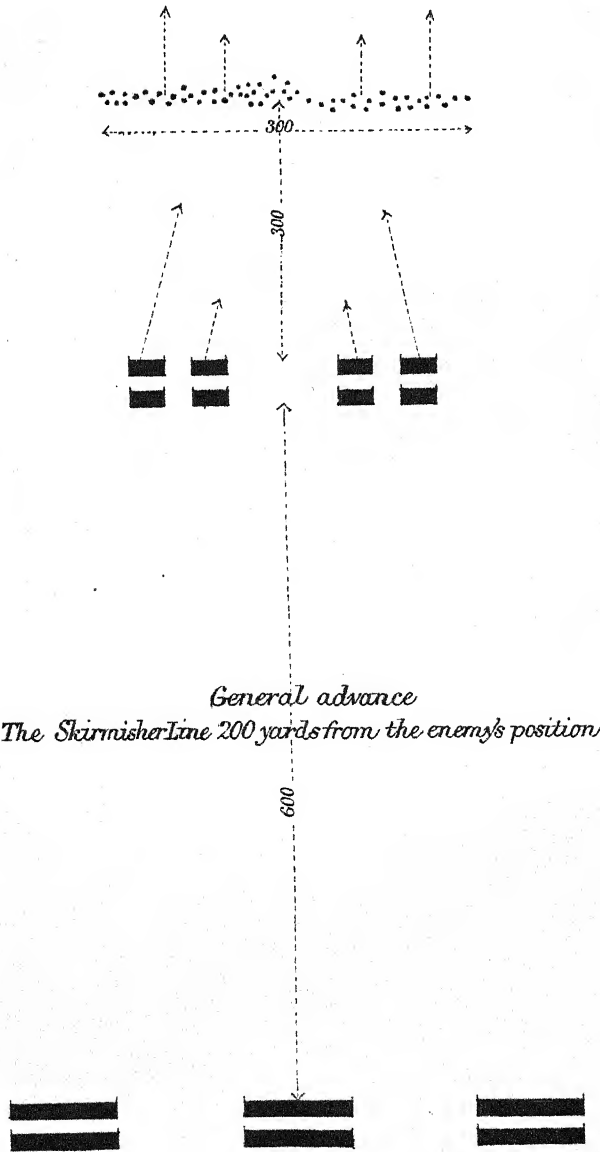 300
300
General advance
The Skirmisher Line 200 yards from the enemy's position
600